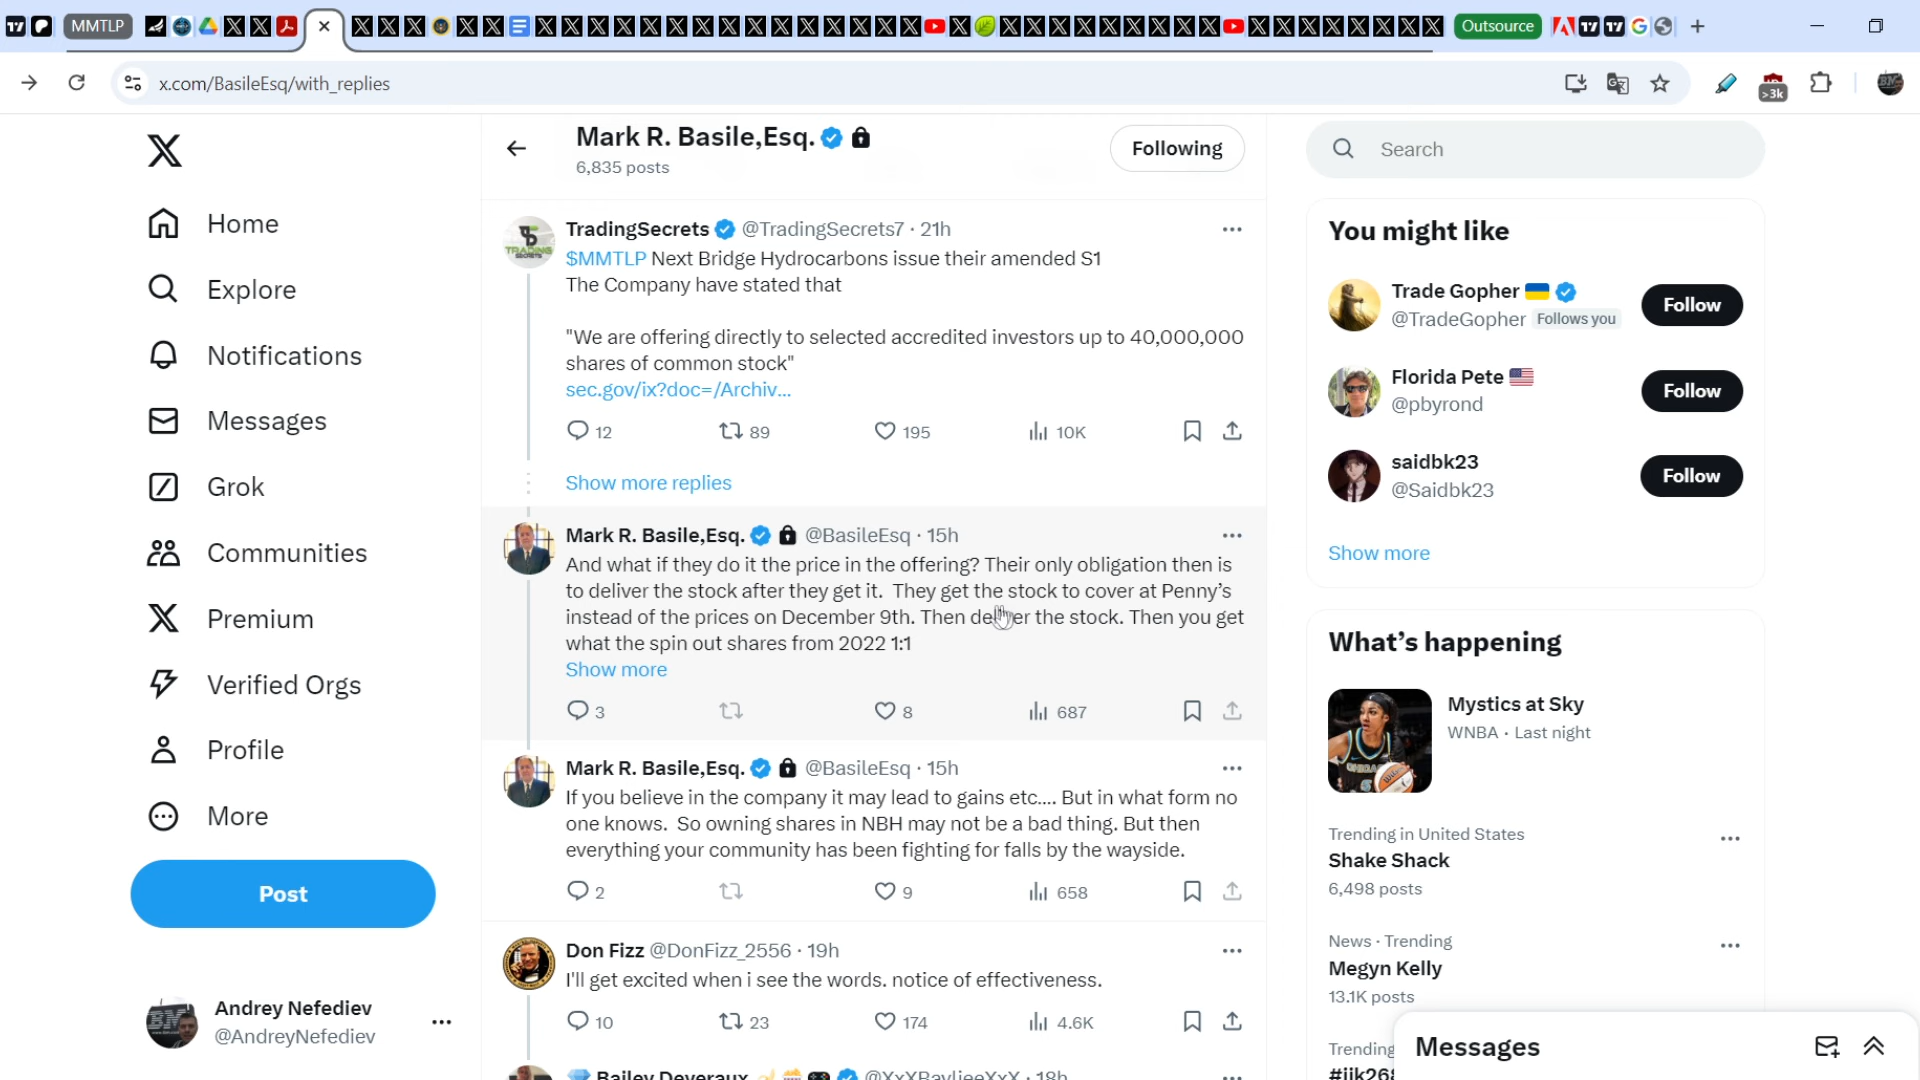 MMTLP
Outsource
x.com/BasileEsq/with_replies
>3k
Mark R. Basile,Esq.
6,835 posts
Following
Search
Home
Explore
Notifications
Messages
Grok
Communities
Premium
Verified Orgs
Profile
More
Post
Andrey Nefediev
@AndreyNefediev
TradingSecrets @TradingSecrets7 · 21h
$MMTLP Next Bridge Hydrocarbons issue their amended S1
The Company have stated that
"We are offering directly to selected accredited investors up to 40,000,000
shares of common stock"
sec.gov/ix?doc=/Archiv...
12 89 195 10K
Show more replies
Mark R. Basile,Esq. @BasileEsq · 15h
And what if they do it the price in the offering? Their only obligation then is
to deliver the stock after they get it. They get the stock to cover at Penny's
instead of the prices on December 9th. Then deliver the stock. Then you get
what the spin out shares from 2022 1:1
Show more
3 8 687
Mark R. Basile,Esq. @BasileEsq · 15h
If you believe in the company it may lead to gains etc.... But in what form no
one knows. So owning shares in NBH may not be a bad thing. But then
everything your community has been fighting for falls by the wayside.
2 9 658
Don Fizz @DonFizz_2556 · 19h
I'll get excited when i see the words. notice of effectiveness.
10 23 174 4.6K
Bailey Deveraux @XxXBayljeeXxX · 18h
You might like
Trade Gopher
@TradeGopher Follows you
Follow
Florida Pete
@pbyrond
Follow
saidbk23
@Saidbk23
Follow
Show more
What's happening
Mystics at Sky
WNBA · Last night
Trending in United States
Shake Shack
6,498 posts
News · Trending
Megyn Kelly
13.1K posts
Trending
Messages